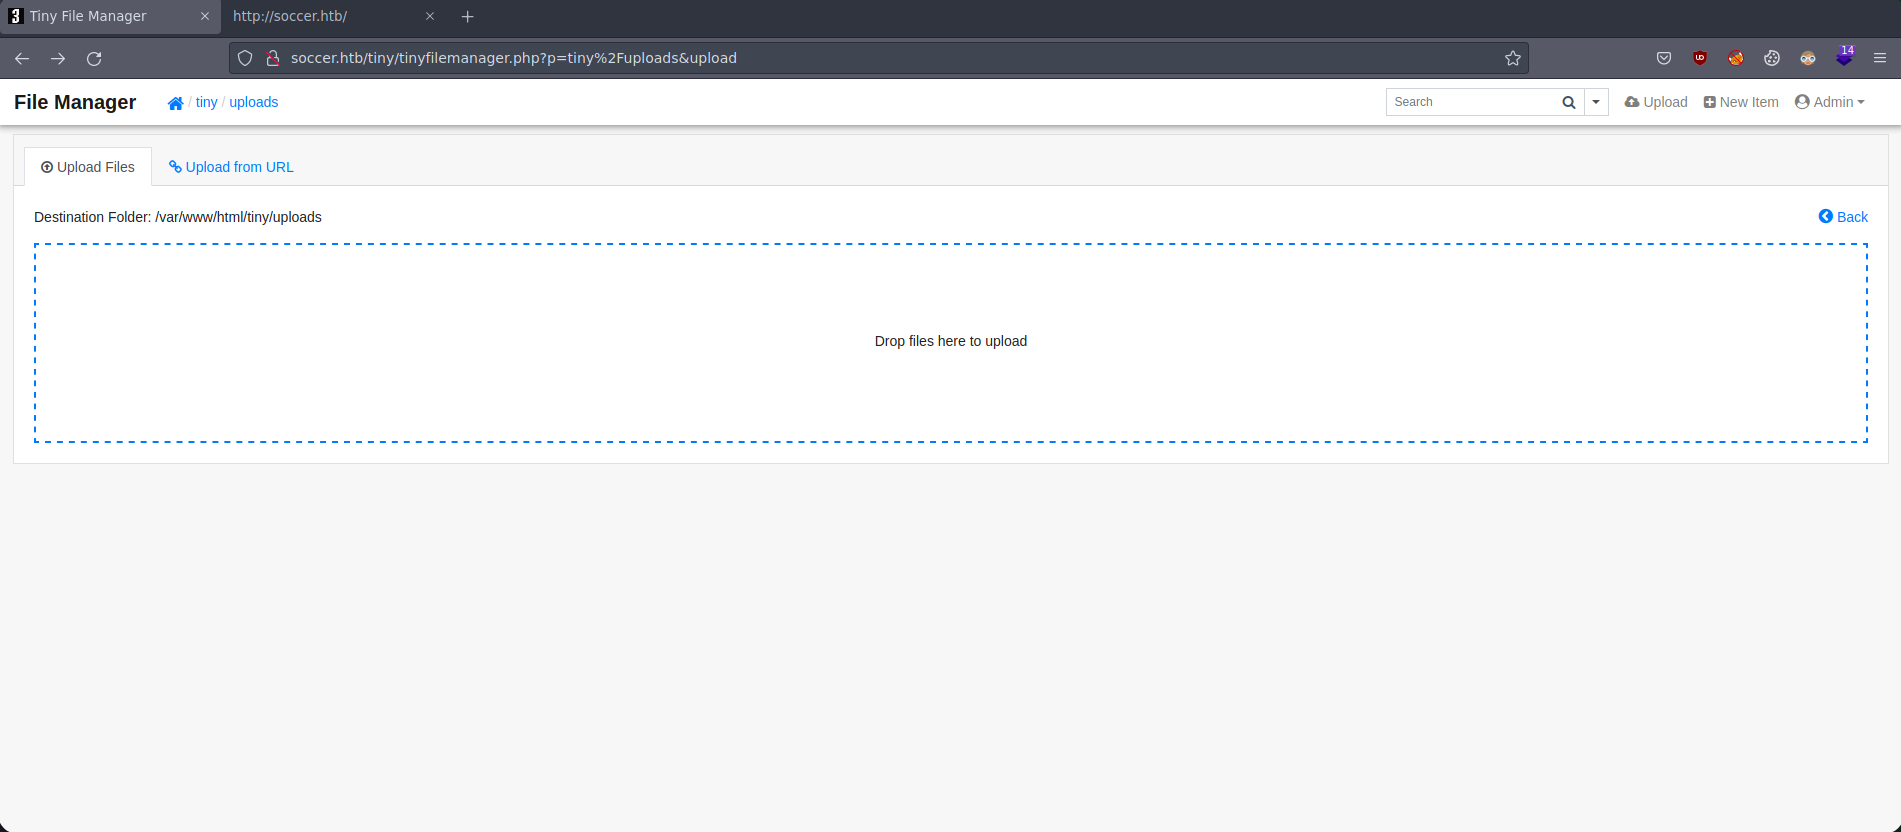 Tiny File Manager
http://soccer.htb/
soccer.htb/tiny/tinyfilemanager.php?p=tiny%2Fuploads&upload
14
File Manager / tiny / uploads Search Upload New Item Admin
Upload Files Upload from URL
Destination Folder: /var/www/html/tiny/uploads Back
Drop files here to upload